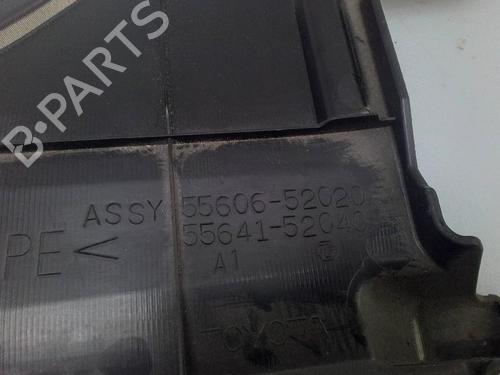 B-PARTS
ASSY 55606-52020
55641-52040
PE<
A1
TOYOTA